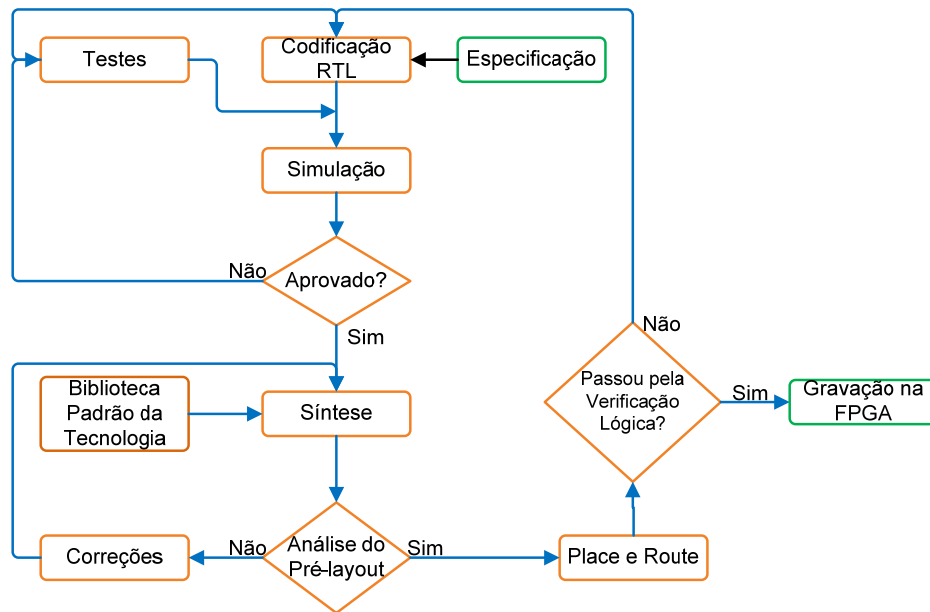 Testes
Codificação
RTL
Especificação
Simulação
Não
Aprovado?
Sim
Não
Biblioteca
Padrão da
Tecnologia
Síntese
Passou pela
Verificação
Lógica?
Sim
Gravação na
FPGA
Correções
Não
Análise do
Pré-layout
Sim
Place e Route